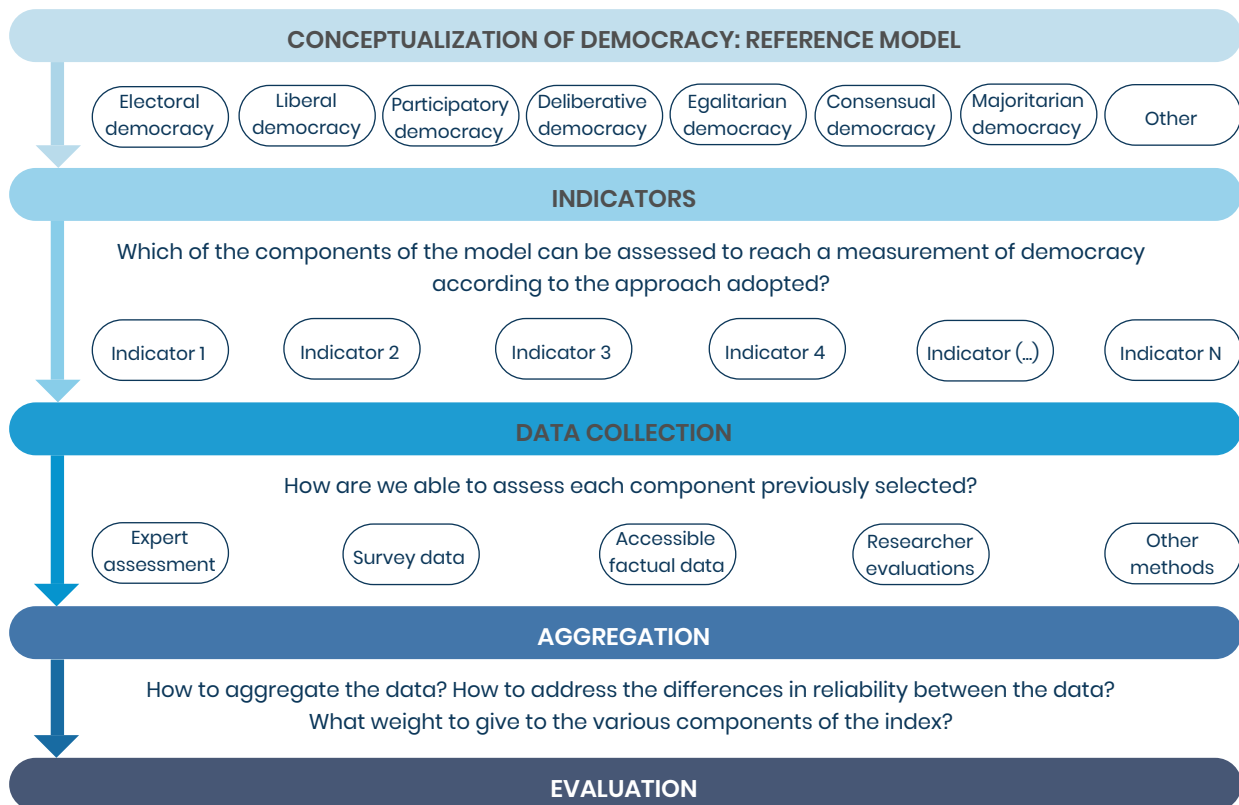 CONCEPTUALIZATION OF DEMOCRACY: REFERENCE MODEL
Electoral
democracy
Liberal
democracy
Participatory
democracy
Deliberative
democracy
Egalitarian
democracy
Consensual
democracy
Majoritarian
democracy
Other
INDICATORS
Which of the components of the model can be assessed to reach a measurement of democracy
according to the approach adopted?
Indicator 1
Indicator 2
Indicator 3
Indicator 4
Indicator (...)
Indicator N
DATA COLLECTION
How are we able to assess each component previously selected?
Expert
assessment
Survey data
Accessible
factual data
Researcher
evaluations
Other
methods
AGGREGATION
How to aggregate the data? How to address the differences in reliability between the data?
What weight to give to the various components of the index?
EVALUATION